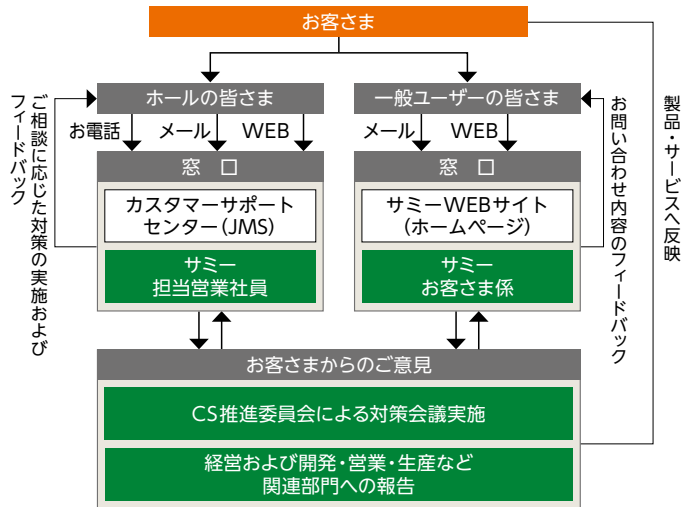 お客さま
ホールの皆さま
一般ユーザーの皆さま
お電話
メール
WEB
メール
WEB
窓 口
カスタマーサポート
センター(JMS)
サミー
担当営業社員
窓 口
サミーWEBサイト
(ホームページ)
サミー
お客さま係
ご相談に応じた対策の実施および
フィードバック
お問い合わせ内容のフィードバック
製品・サービスへ反映
お客さまからのご意見
CS推進委員会による対策会議実施
経営および開発・営業・生産など
関連部門への報告